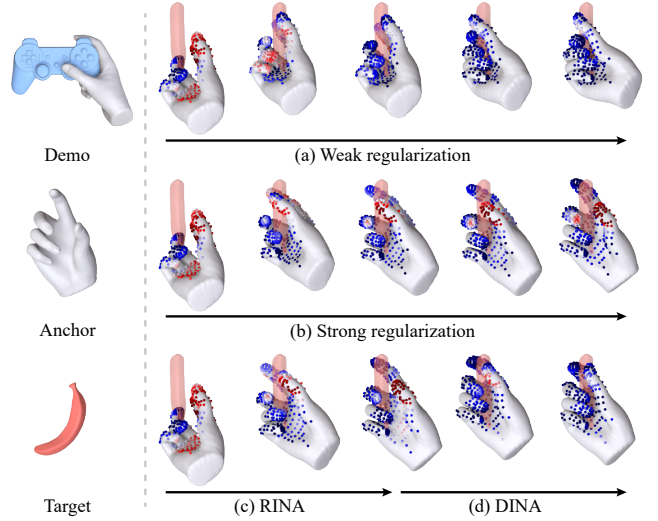 Demo
(a) Weak regularization
Anchor
(b) Strong regularization
Target
(c) RINA
(d) DINA